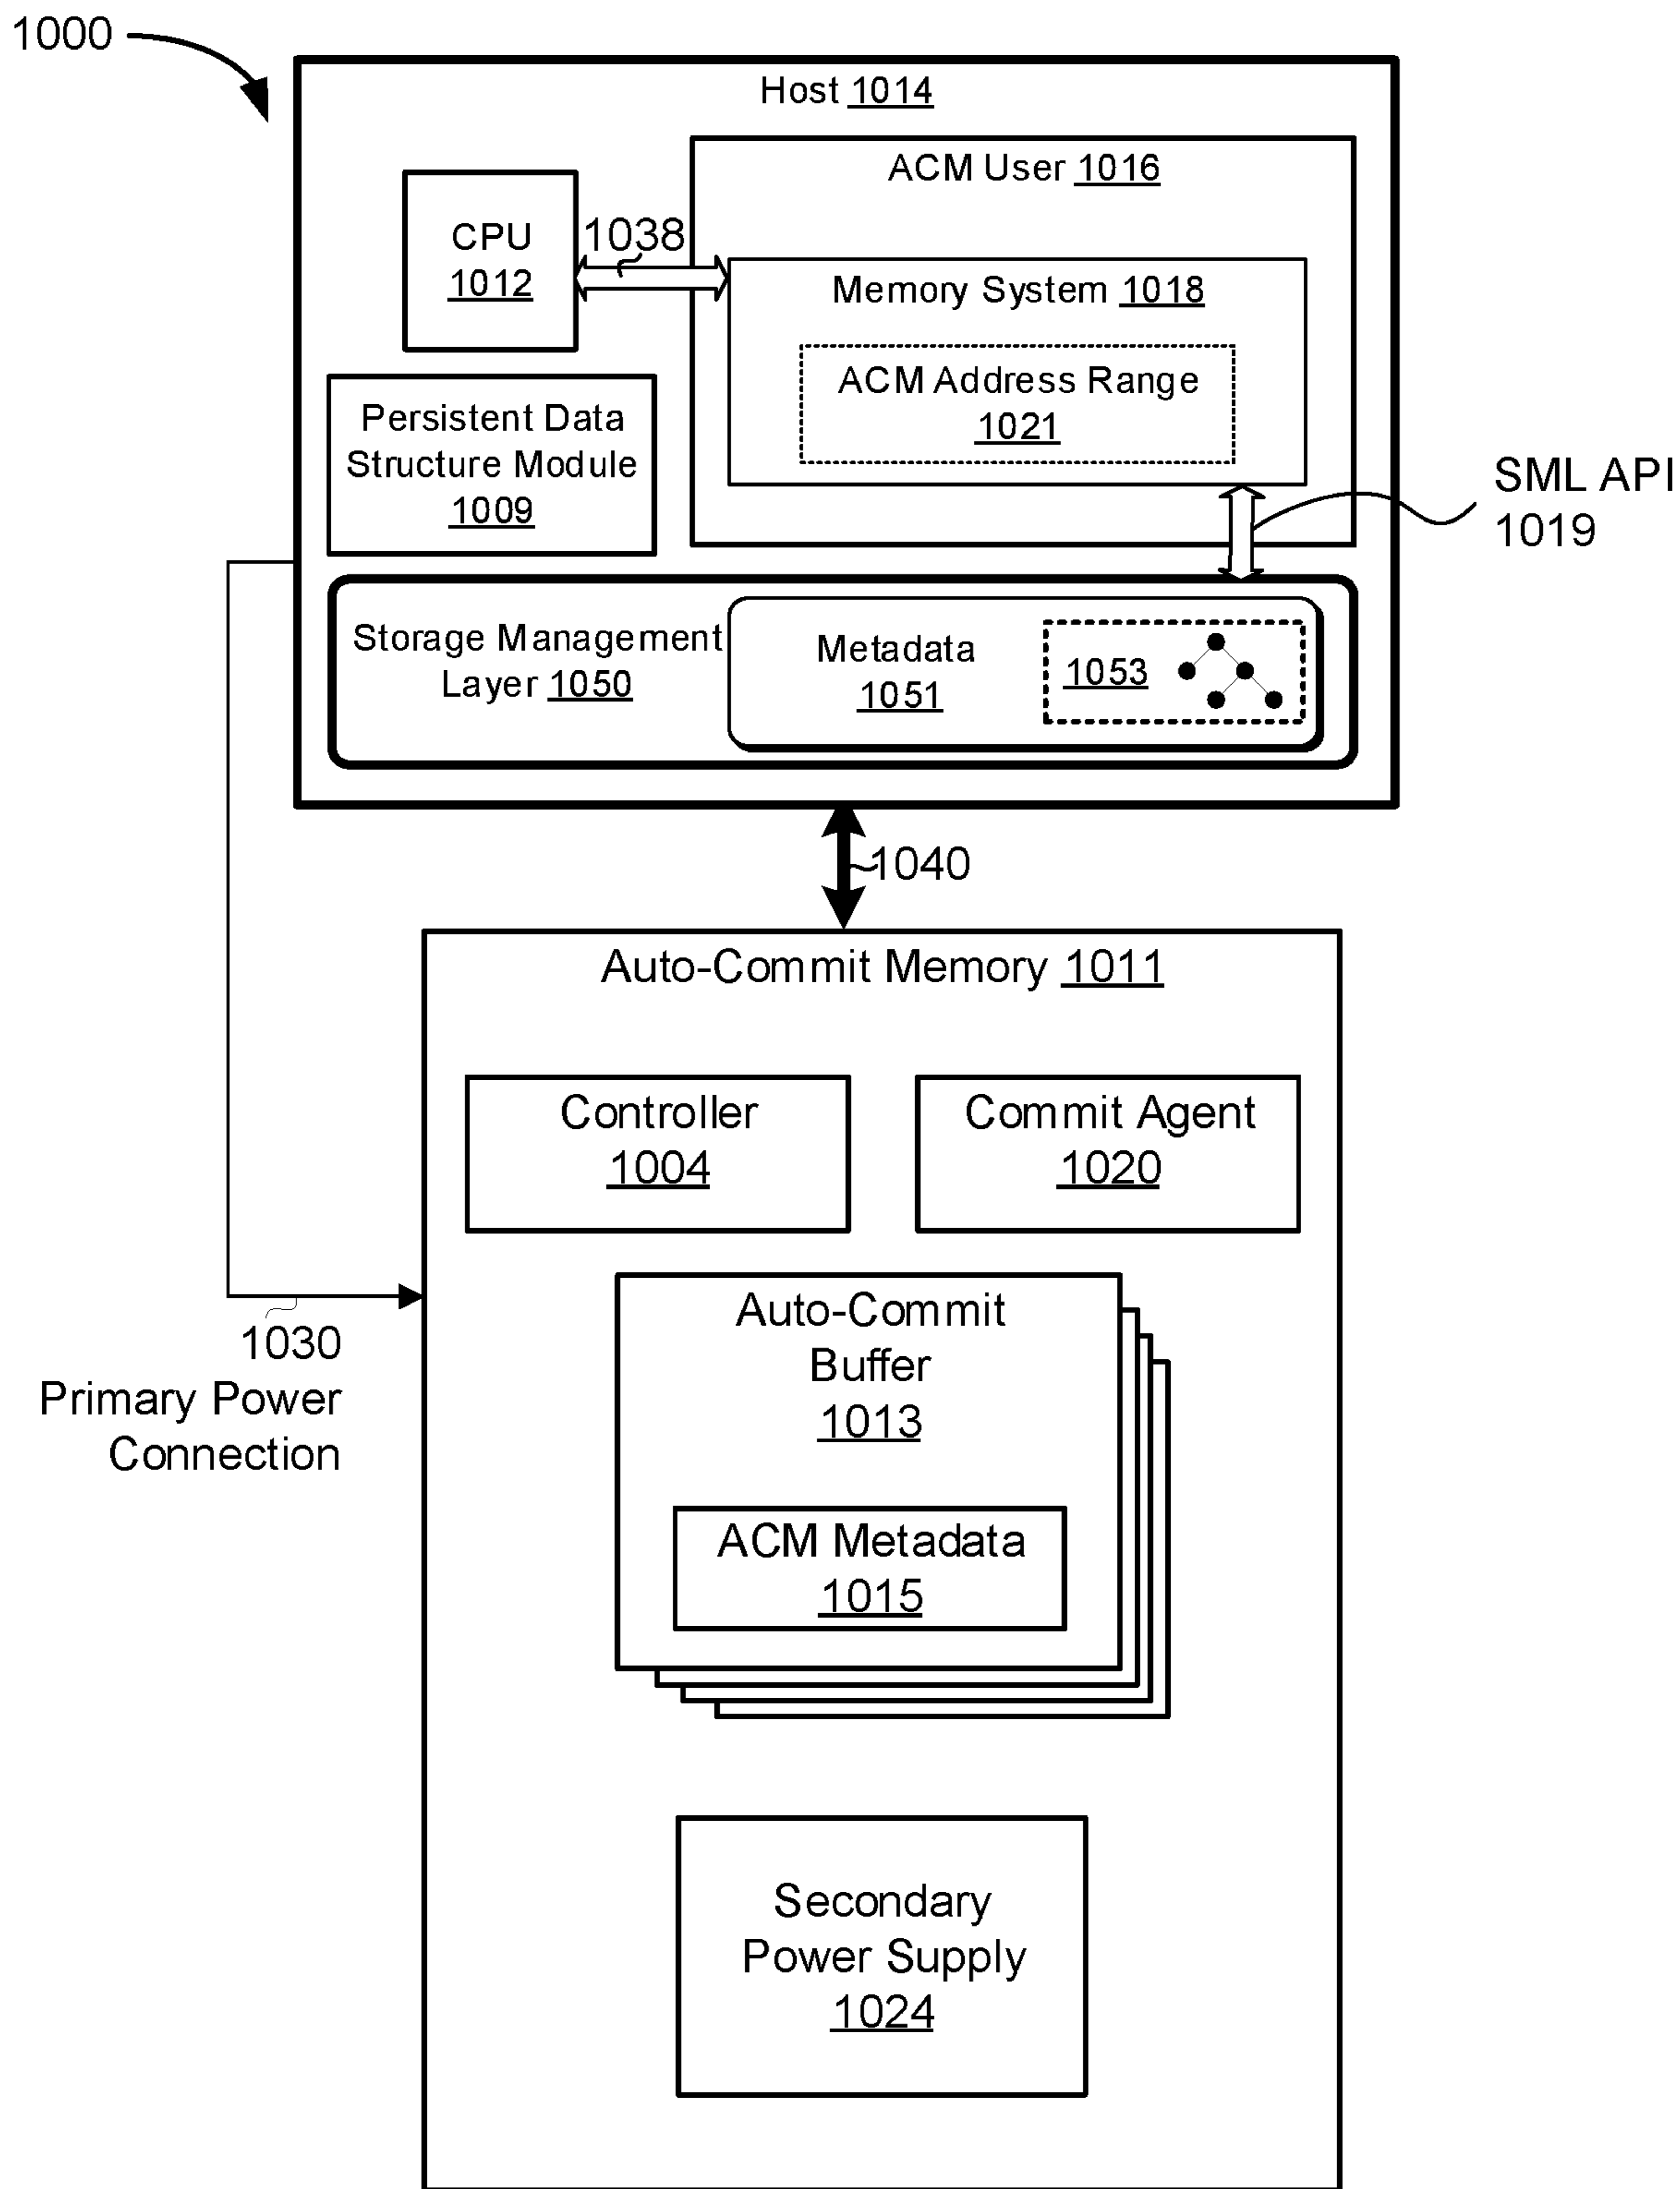 1000
Host 1014
ACM User 1016
CPU
1012
1038
Memory System 1018
ACM Address Range
1021
Persistent Data
Structure Module
1009
SML API
1019
Storage Management
Layer 1050
Metadata
1051
1053
1040
Auto-Commit Memory 1011
Controller
1004
Commit Agent
1020
Auto-Commit
Buffer
1013
ACM Metadata
1015
1030
Primary Power
Connection
Secondary
Power Supply
1024